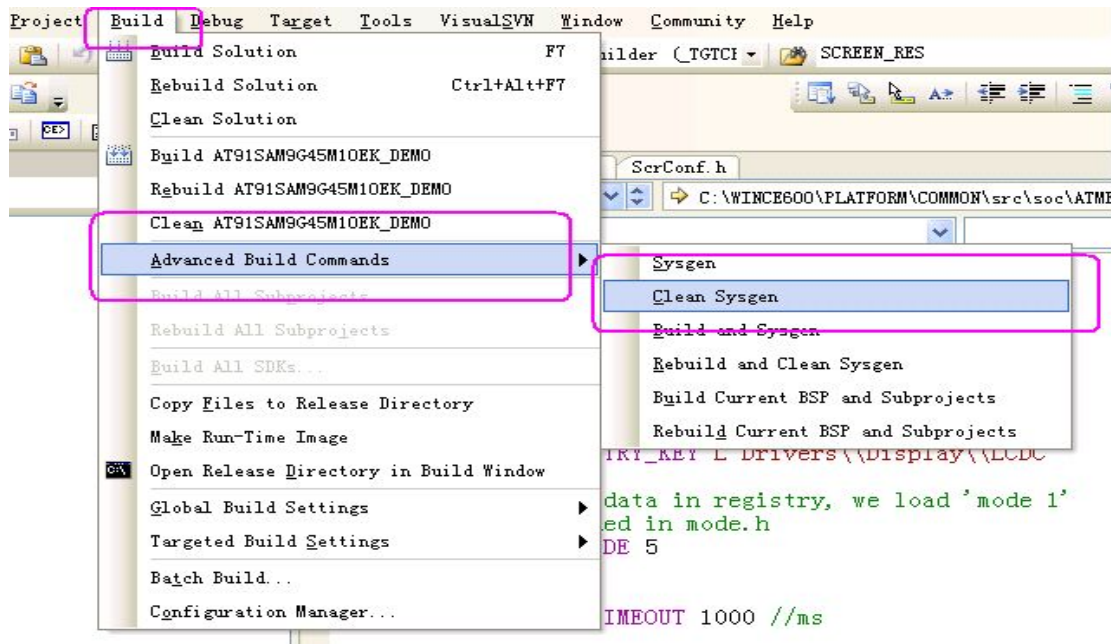 Project Build Debug Target Tools VisualSVN Window Community Help
Build Solution F7
SCREEN_RES
Rebuild Solution Ctrl+Alt+F7
Clean Solution
CE>
Build AT91SAM9G45M10EK_DEMO
ScrConf.h
Rebuild AT91SAM9G45M10EK_DEMO
C:\WINCE600\PLATFORM\COMMON\src\soc\ATME
Clean AT91SAM9G45M10EK_DEMO
Advanced Build Commands
Sysgen
Clean Sysgen
Build and Sysgen
Rebuild and Clean Sysgen
Build Current BSP and Subprojects
Rebuild Current BSP and Subprojects
Build All Subprojects
Rebuild All Subprojects
Build All SDKs...
Copy Files to Release Directory
Make Run-Time Image
Open Release Directory in Build Window
Global Build Settings
Targeted Build Settings
Batch Build...
Configuration Manager...
Drivers\\Display\\LCDC
data in registry, we load 'mode 1'
ed in mode.h
DE 5
IMEOUT 1000 //ms